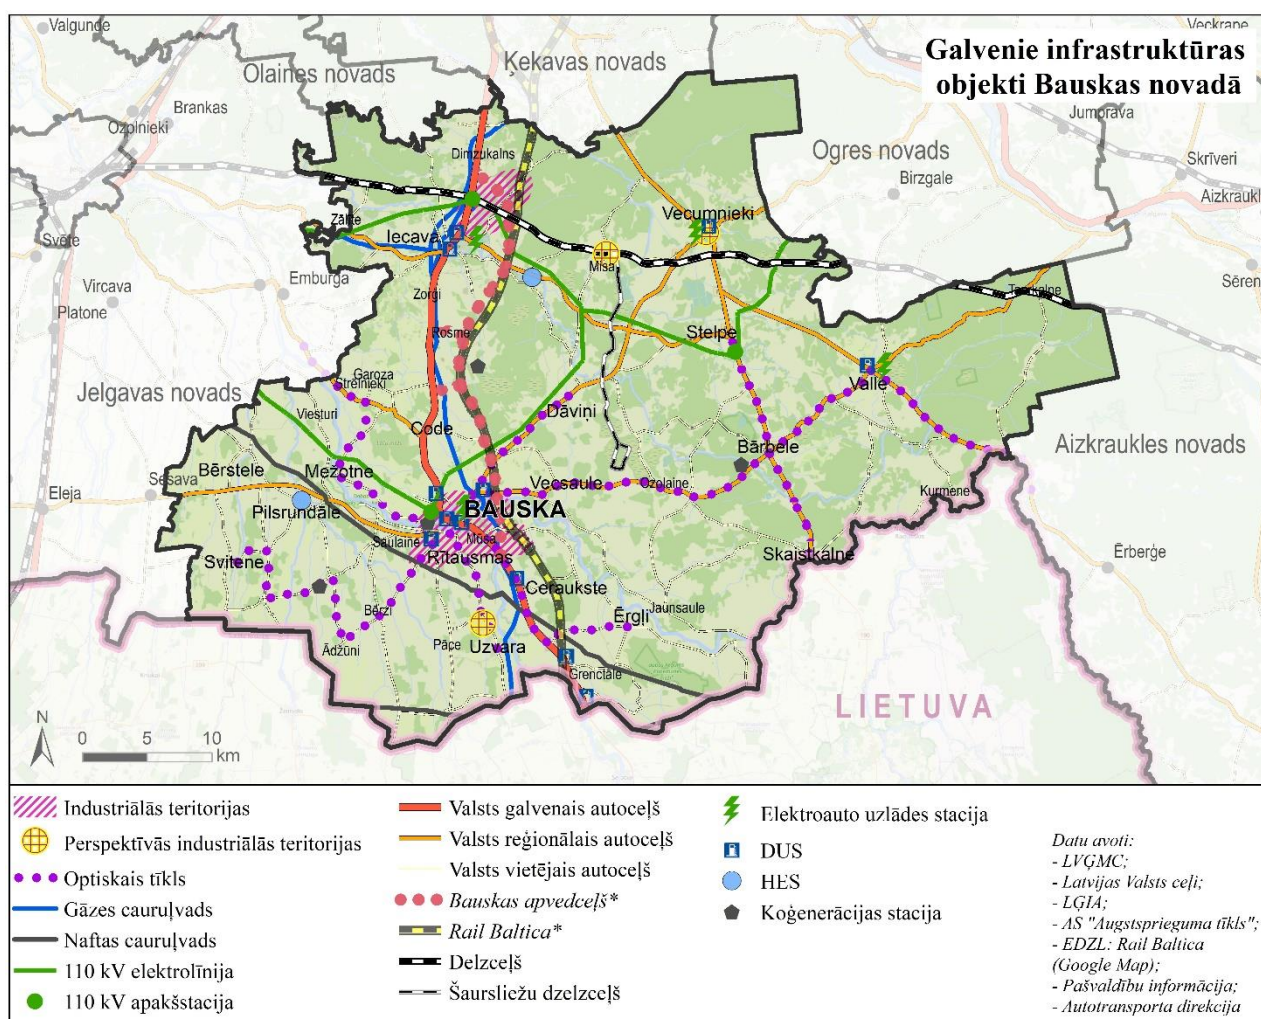 Valgunde
Veckrape
Galvenie infrastruktūras
objekti Bauskas novadā
Ķekavas novads
Olaines novads
Brankas
Ozolnieki
Jumprava
Dimzukalns
Ogres novads
Skrīveri
Birzgale
Aizkraukl
Zālīte
Vecumnieki
Iecava
Svēte
Misa
Emburga
Vircava
Zorģi
Sēren
Platone
Taurkalne
Rosme
Stelpe
Garoza
Strēlnieki
Valle
Jelgavas novads
Viesturi
Dāviņi
Code
Bārbele
Aizkraukles novads
Bērstele
Mežotne
Sesava
Eleja
Vecsaule
Ozolaine
Kurmene
Pilsrundāle
BAUSKA
Saulaine
Mūsa
Skaistkalne
Ērberģe
Svitene
Rītausmas
Ceraukste
Bērzi
Ērgļi
Jaunsaule
Ādžūni
Pāce
Uzvara
Grenctāle
LIETUVA
N
0 5 10
km
Industriālās teritorijas
Perspektīvās industriālās teritorijas
Optiskais tīkls
Gāzes cauruļvads
Naftas cauruļvads
110 kV elektrolīnija
110 kV apakšstacija
Valsts galvenais autoceļš
Valsts reģionālais autoceļš
Valsts vietējais autoceļš
Bauskas apvedceļš*
Rail Baltica*
Delzceļš
Šaursliežu dzelzceļš
Elektroauto uzlādes stacija
DUS
HES
Koģenerācijas stacija
Datu avoti:
- LVĢMC;
- Latvijas Valsts ceļi;
- LĢIA;
- AS "Augstsprieguma tīkls";
- EDZL: Rail Baltica
(Google Map);
- Pašvaldību informācija;
- Autotransporta direkcija